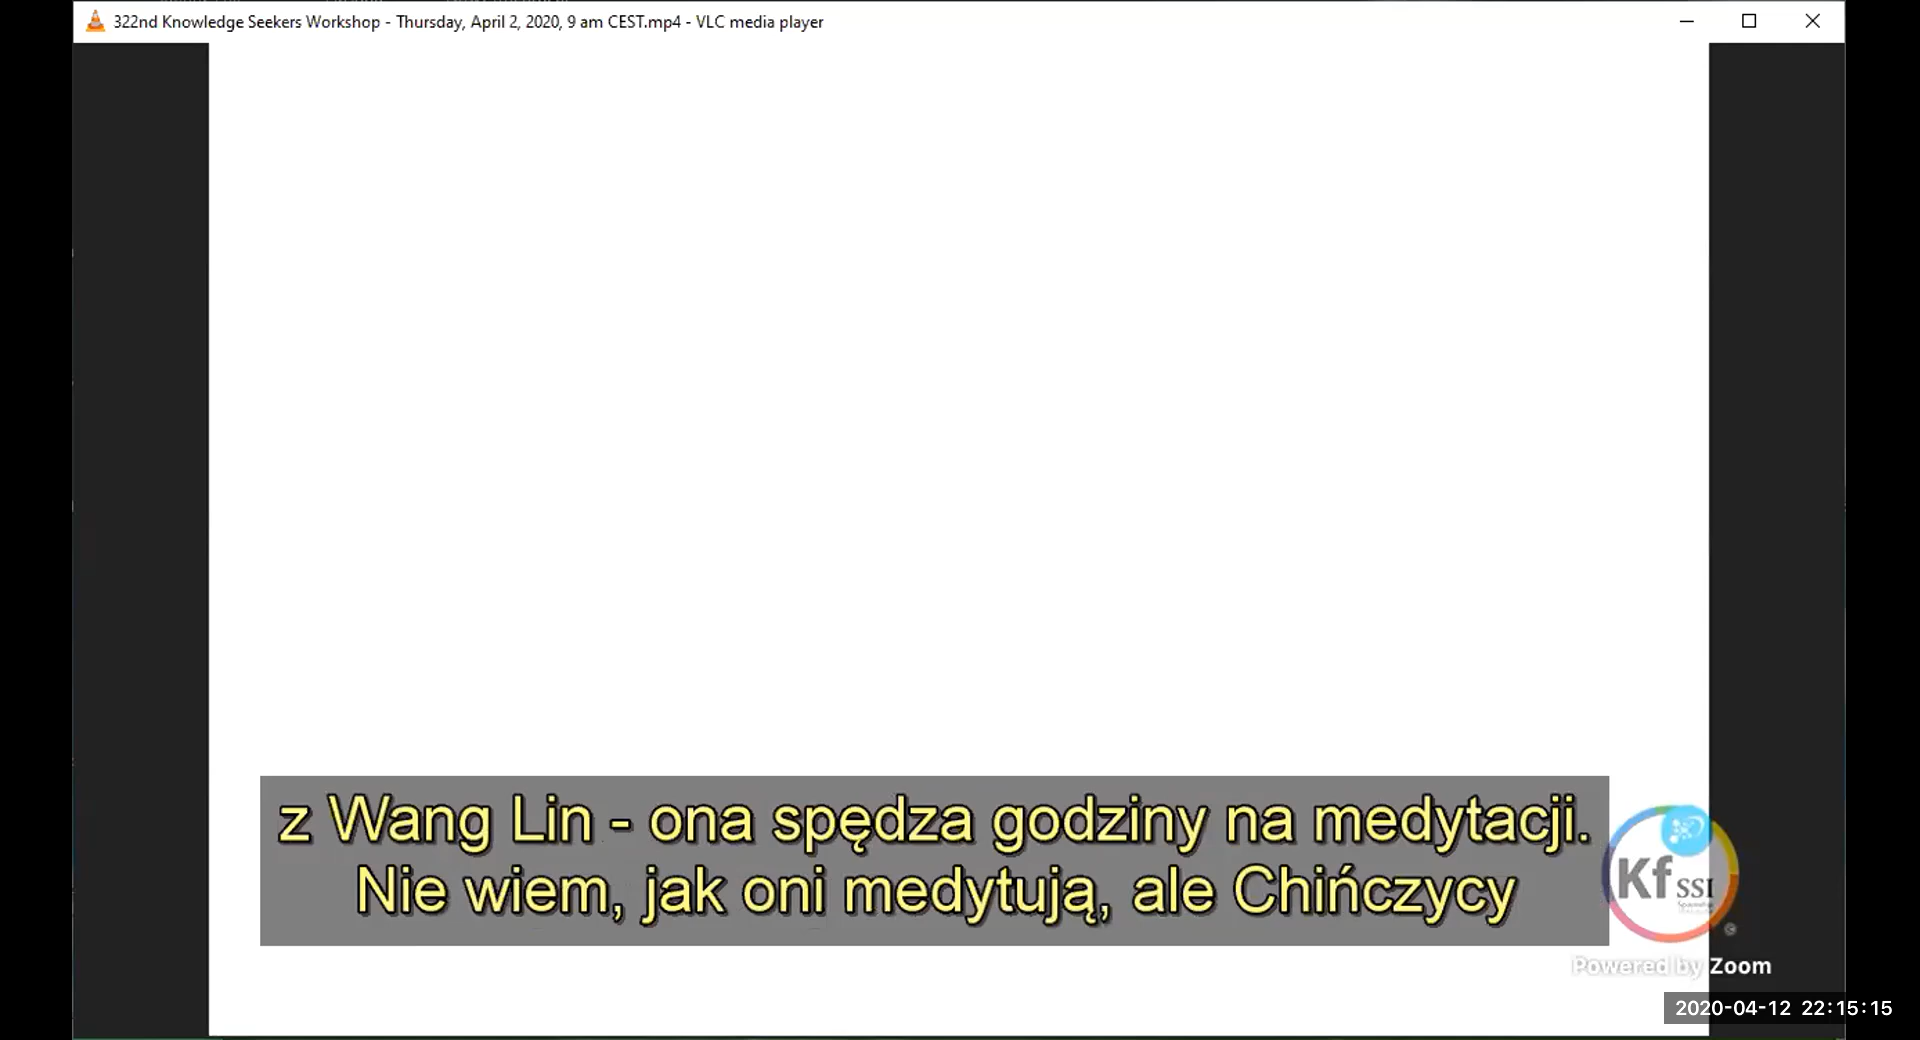 322nd Knowledge Seekers Workshop - Thursday, April 2, 2020, 9 am CEST.mp4 - VLC media player
z Wang Lin - ona spędza godziny na medytacji.
Nie wiem, jak oni medytują, ale Chińczycy
Kf SSI
Powered by Zoom
2020-04-12 22:15:15